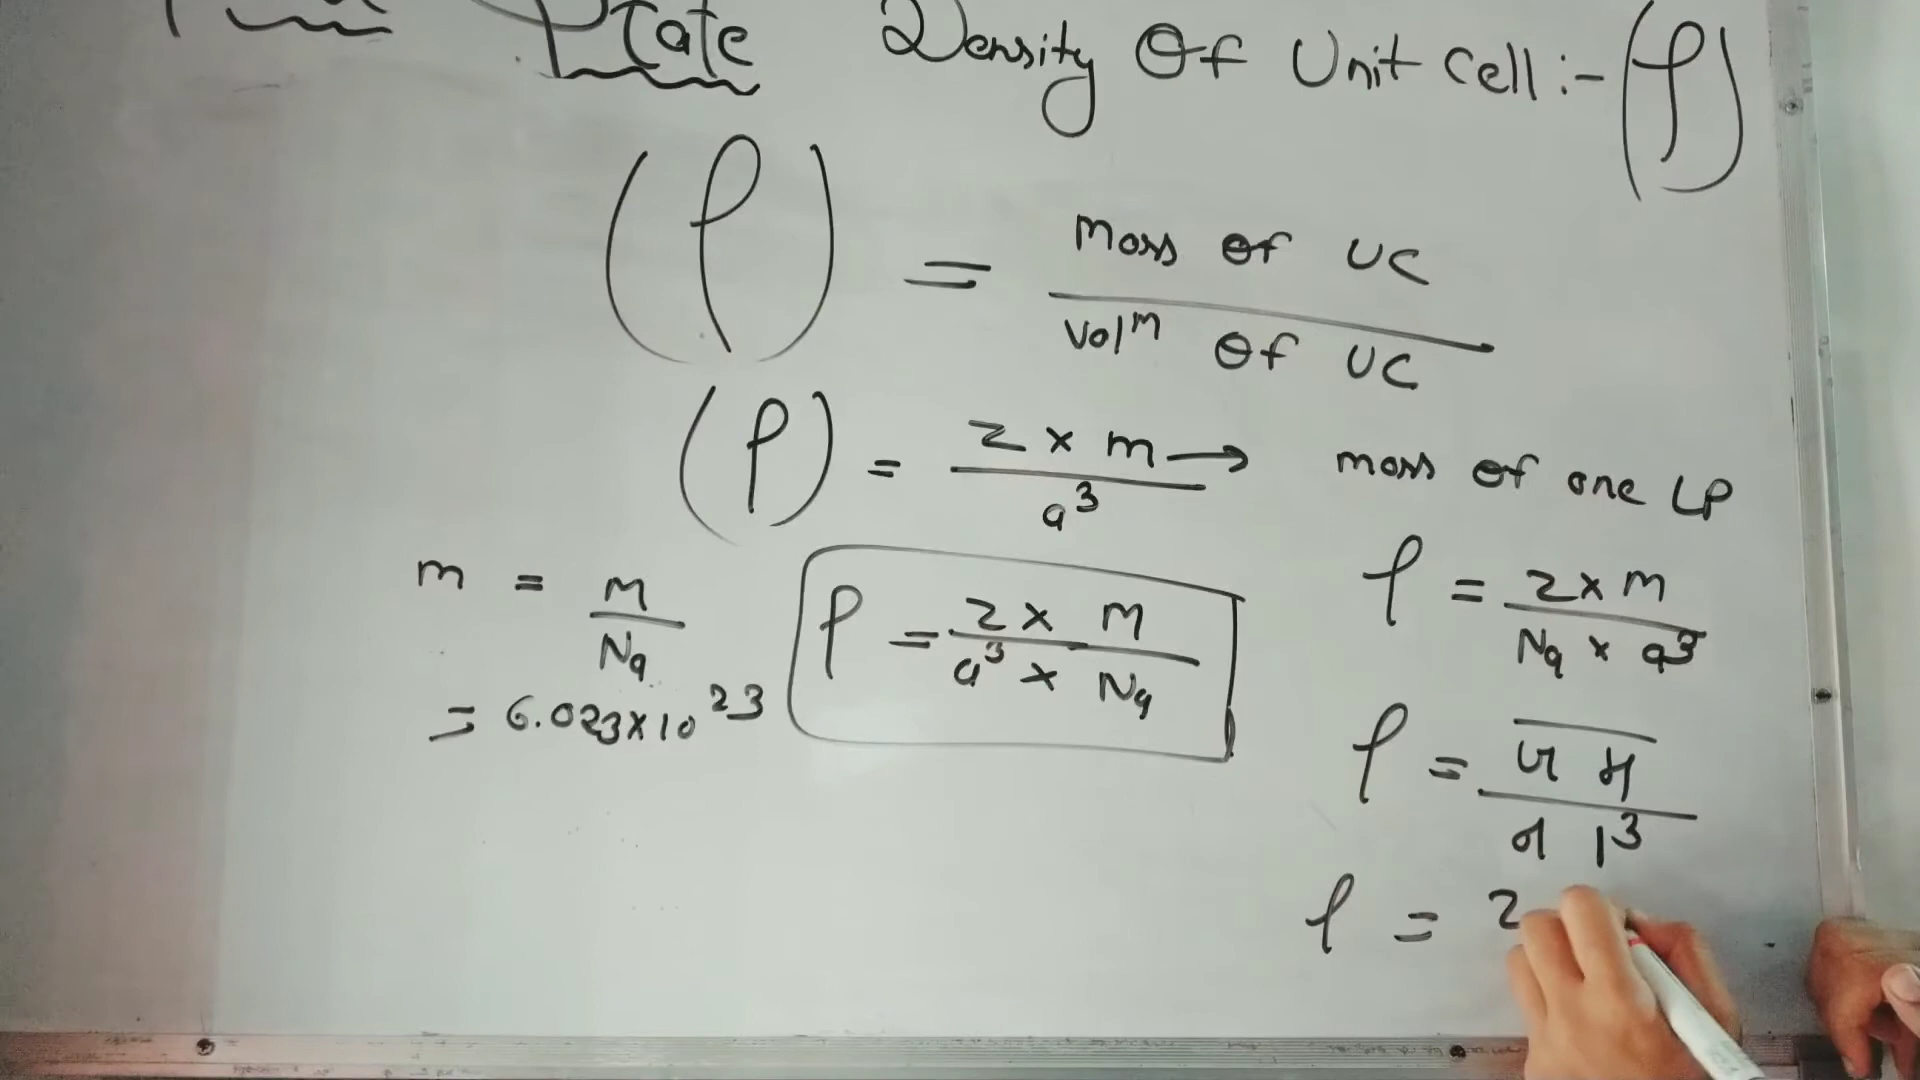 State Density Of Unit Cell :- (ρ)
(ρ) = mass of UC / Vol^m of UC
(ρ) = Z × m / a³ → mass of one LP
m = M / Na
= 6.023×10^23
ρ = Z × M / a³ × Na
ρ = Z × M / Na × a³
ρ =
ρ = Z